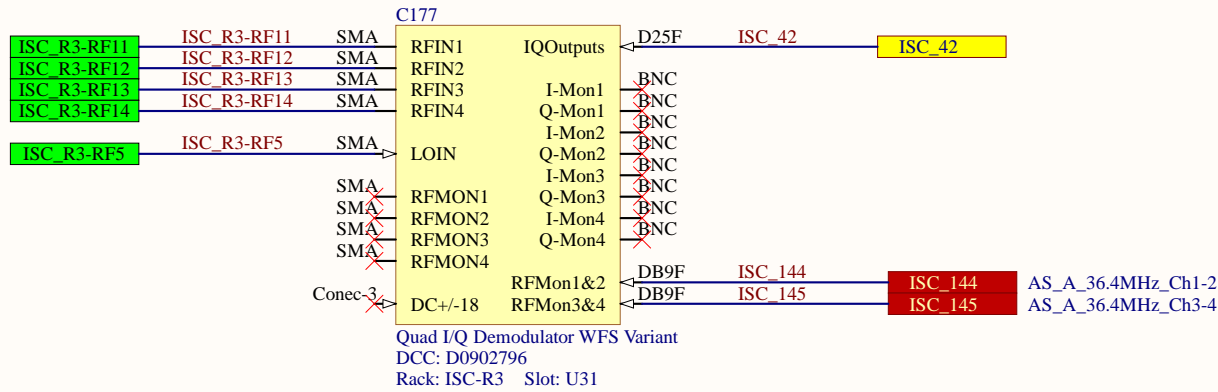 C177
ISC_R3-RF11 ISC_R3-RF11 SMA RFIN1 IQOutputs D25F ISC_42 ISC_42
ISC_R3-RF12 ISC_R3-RF12 SMA RFIN2
ISC_R3-RF13 ISC_R3-RF13 SMA RFIN3 I-Mon1 BNC
ISC_R3-RF14 ISC_R3-RF14 SMA RFIN4 Q-Mon1 BNC
I-Mon2 BNC
ISC_R3-RF5 ISC_R3-RF5 SMA LOIN Q-Mon2 BNC
I-Mon3 BNC
SMA RFMON1 Q-Mon3 BNC
SMA RFMON2 I-Mon4 BNC
SMA RFMON3 Q-Mon4 BNC
SMA RFMON4
RFMon1&2 DB9F ISC_144 ISC_144 AS_A_36.4MHz_Ch1-2
Conec-3 DC+/-18 RFMon3&4 DB9F ISC_145 ISC_145 AS_A_36.4MHz_Ch3-4
Quad I/Q Demodulator WFS Variant
DCC: D0902796
Rack: ISC-R3 Slot: U31